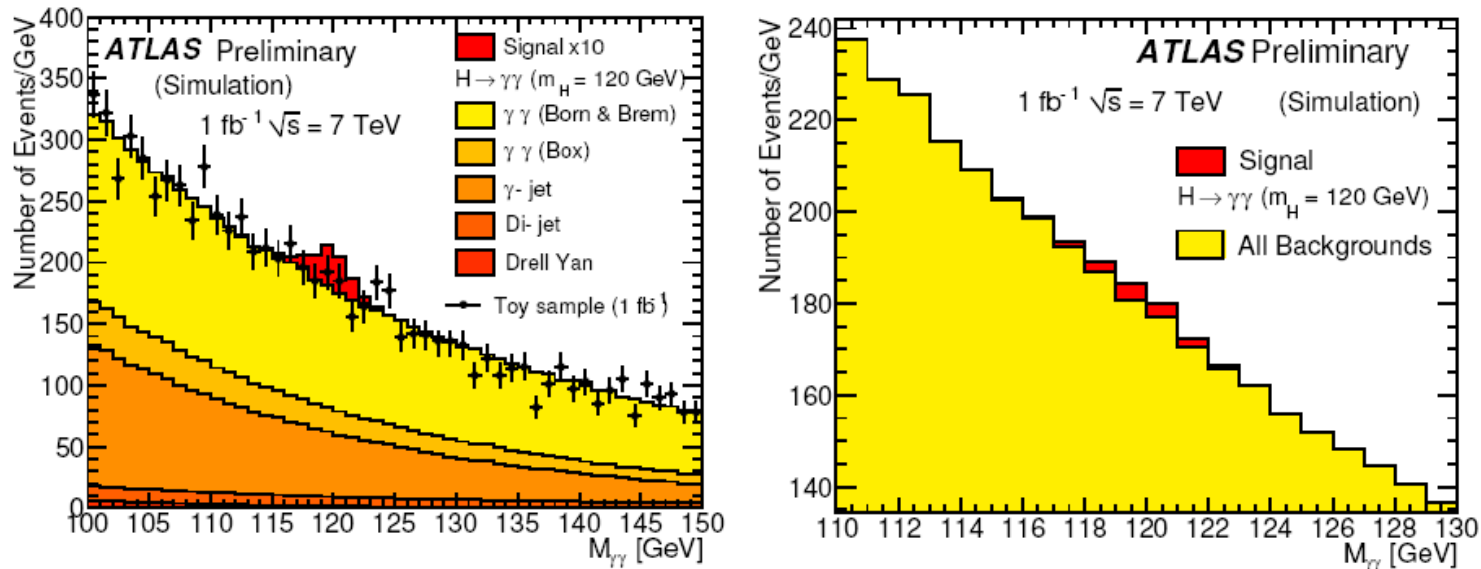 Number of Events/GeV
400
350
300
250
200
150
100
50
0
ATLAS Preliminary
(Simulation)
1 fb⁻¹ √s = 7 TeV
Signal x10
H → γγ (m_H = 120 GeV)
γγ (Born & Brem)
γγ (Box)
γ- jet
Di- jet
Drell Yan
Toy sample (1 fb⁻¹)
100 105 110 115 120 125 130 135 140 145 150
M_γγ [GeV]
Number of Events/GeV
240
220
200
180
160
140
ATLAS Preliminary
1 fb⁻¹ √s = 7 TeV (Simulation)
Signal
H → γγ (m_H = 120 GeV)
All Backgrounds
110 112 114 116 118 120 122 124 126 128 130
M_γγ [GeV]